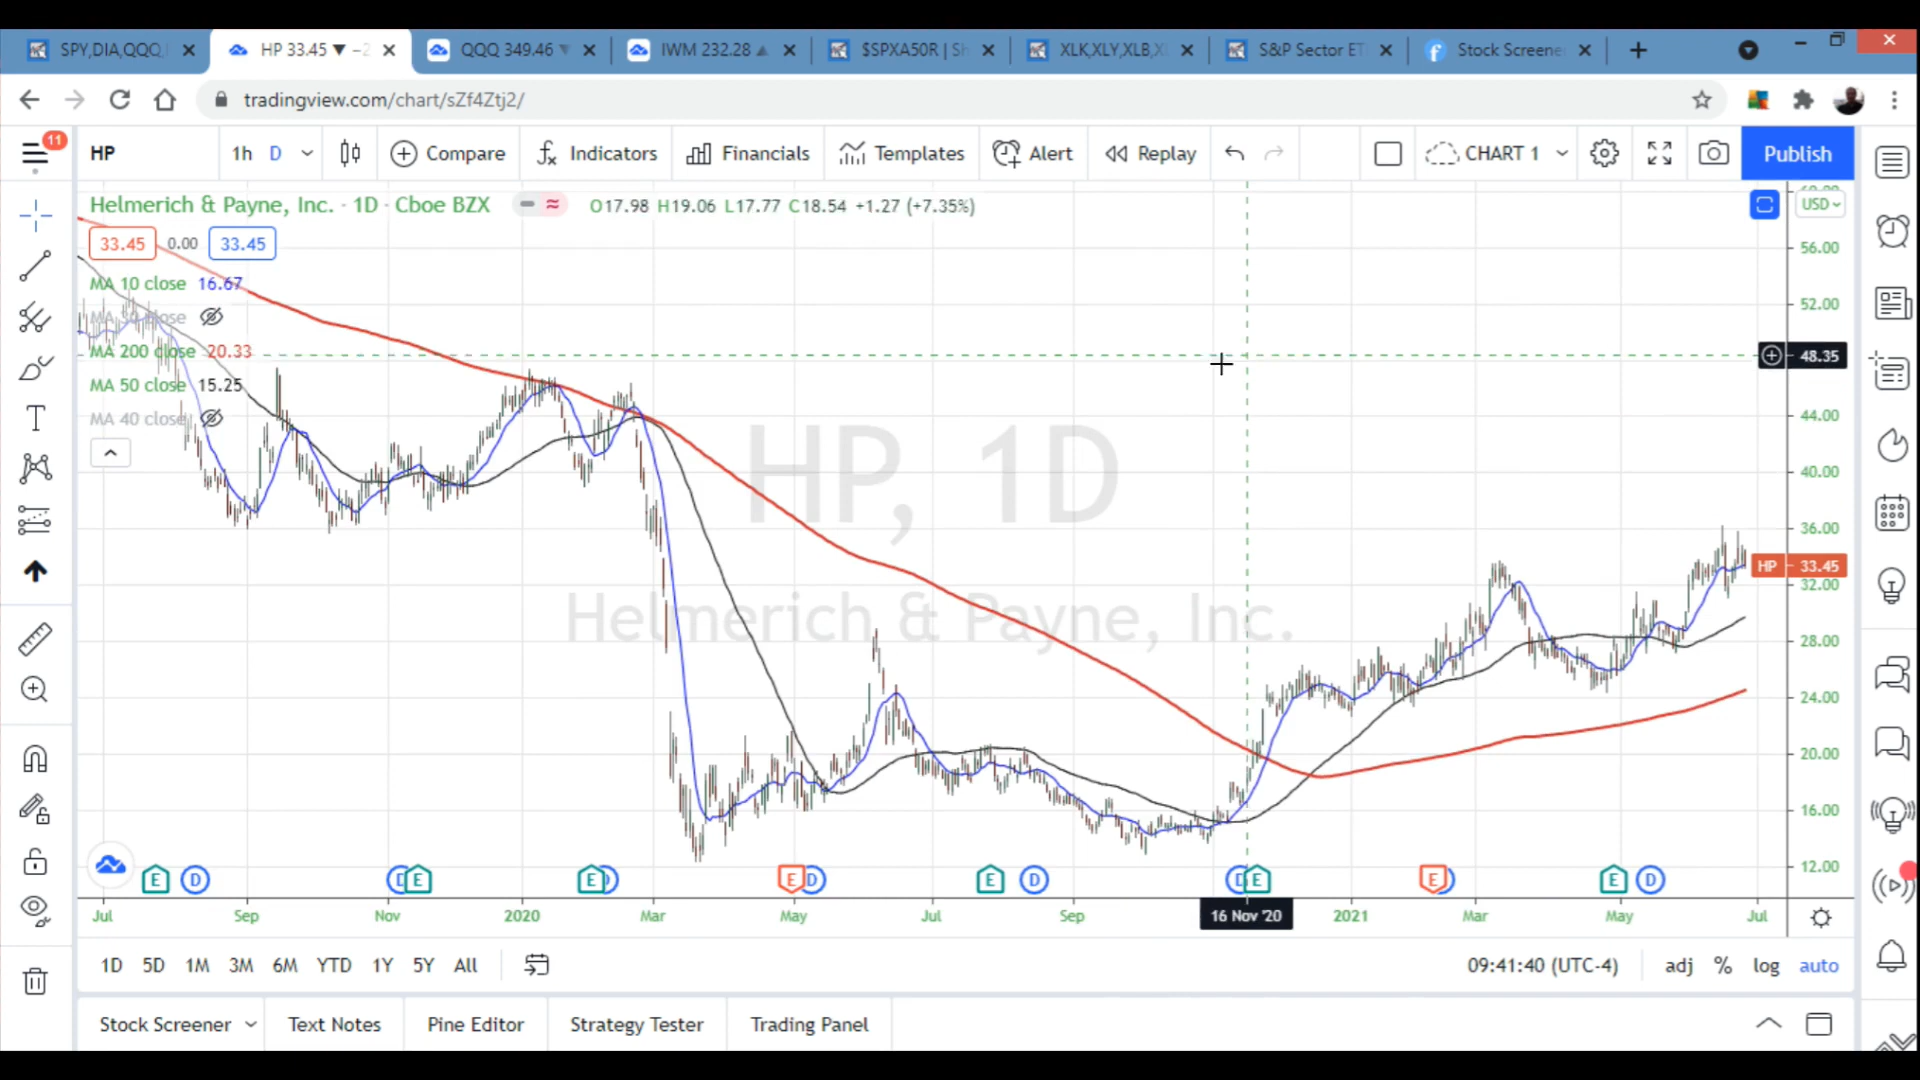 SPY,DIA,QQQ,
HP 33.45 ▼ −2
QQQ 349.46 ▼
IWM 232.28 ▲
$SPXA50R | Sh
XLK,XLY,XLB,X
S&P Sector ET
Stock Screene
tradingview.com/chart/sZf4Ztj2/
11
HP
1h D
Compare
Indicators
Financials
Templates
Alert
Replay
CHART 1
Publish
Helmerich & Payne, Inc. · 1D · Cboe BZX
O17.98 H19.06 L17.77 C18.54 +1.27 (+7.35%)
USD
33.45 0.00 33.45
MA 10 close 16.67
MA 30 close
MA 200 close 20.33
MA 50 close 15.25
MA 40 close
HP, 1D
Helmerich & Payne, Inc.
60.00
56.00
52.00
48.35
44.00
40.00
36.00
HP 33.45
32.00
28.00
24.00
20.00
16.00
12.00
E D D E E D E D E D D E E E D
Jul Sep Nov 2020 Mar May Jul Sep 16 Nov '20 2021 Mar May Jul
1D 5D 1M 3M 6M YTD 1Y 5Y All
09:41:40 (UTC-4) adj % log auto
Stock Screener Text Notes Pine Editor Strategy Tester Trading Panel